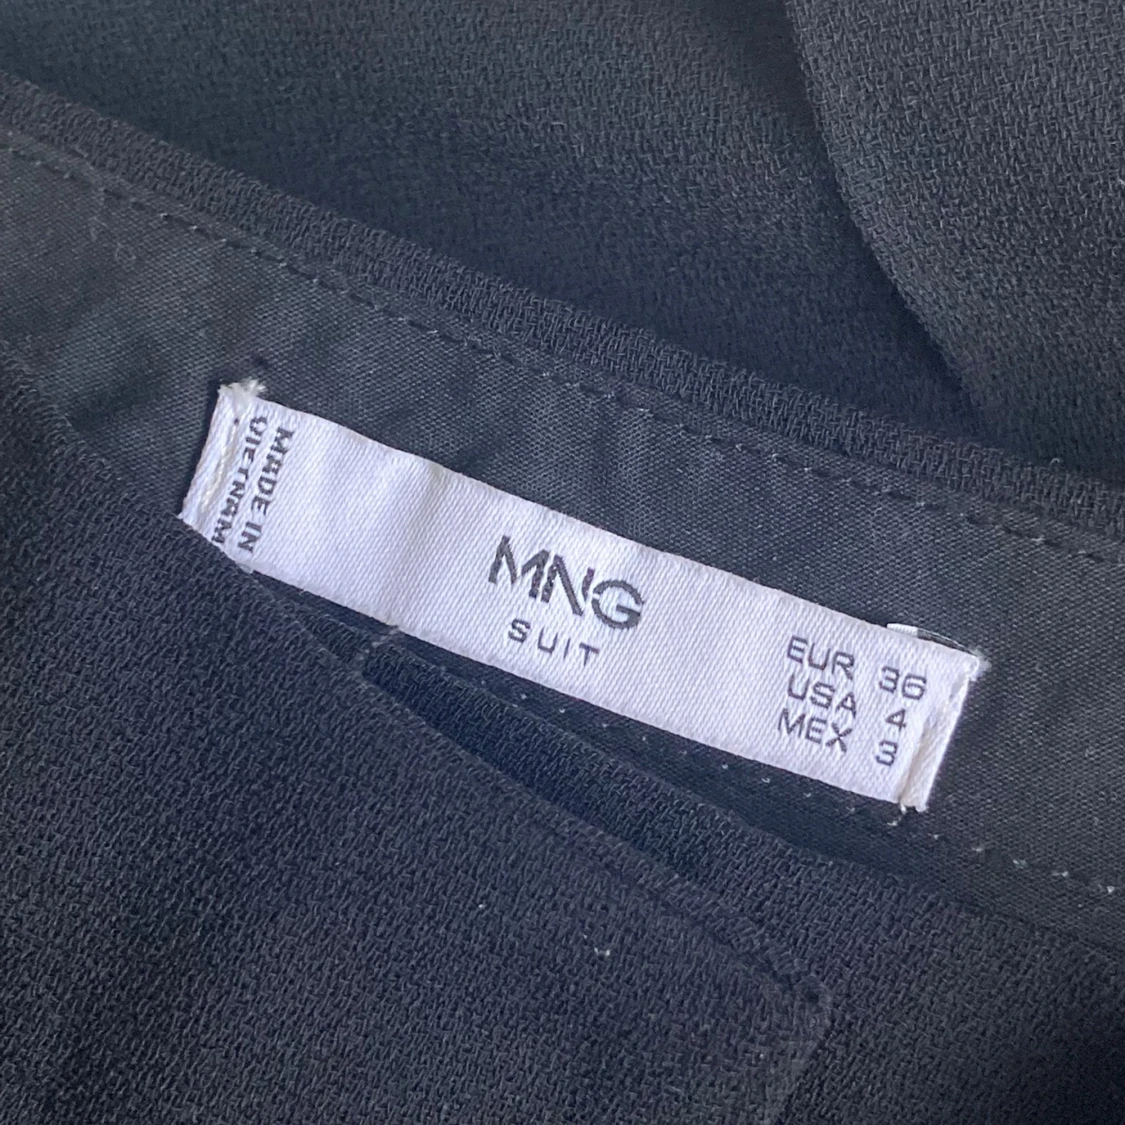 MADE IN
VIETNAM
MNG
SUIT
EUR 36
USA 4
MEX 3